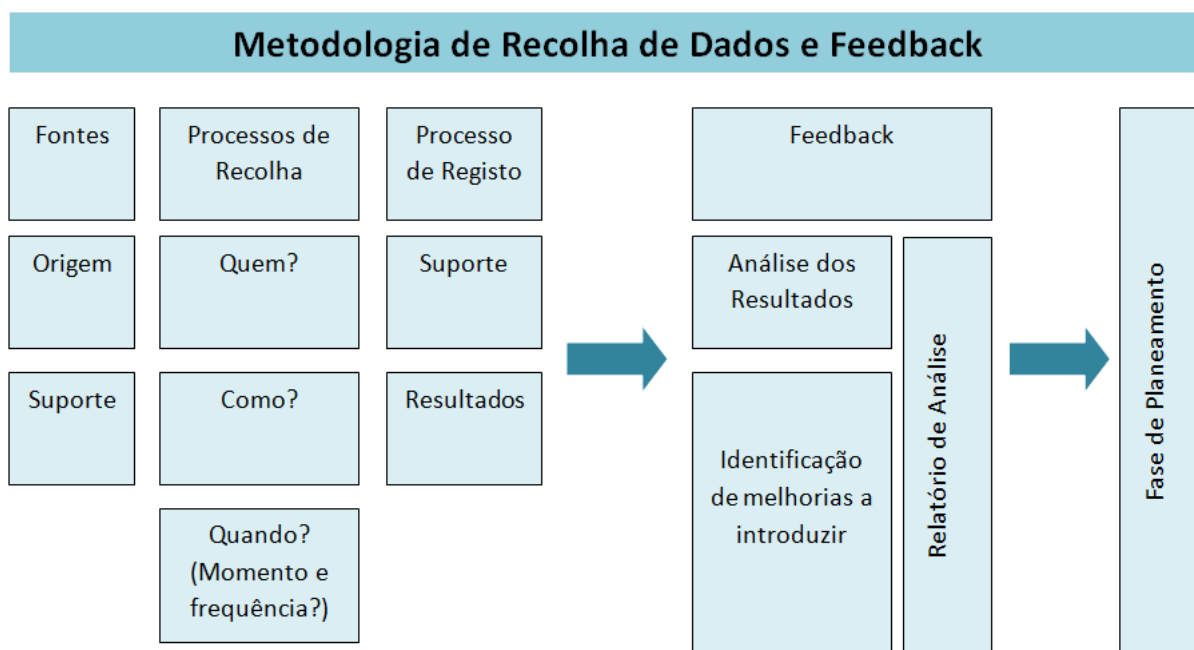 Metodologia de Recolha de Dados e Feedback
Fontes
Processos de
Recolha
Processo
de Registo
Feedback
Origem
Quem?
Suporte
Análise dos
Resultados
Suporte
Como?
Resultados
Identificação
de melhorias a
introduzir
Quando?
(Momento e
frequência?)
Relatório de Análise
Fase de Planeamento